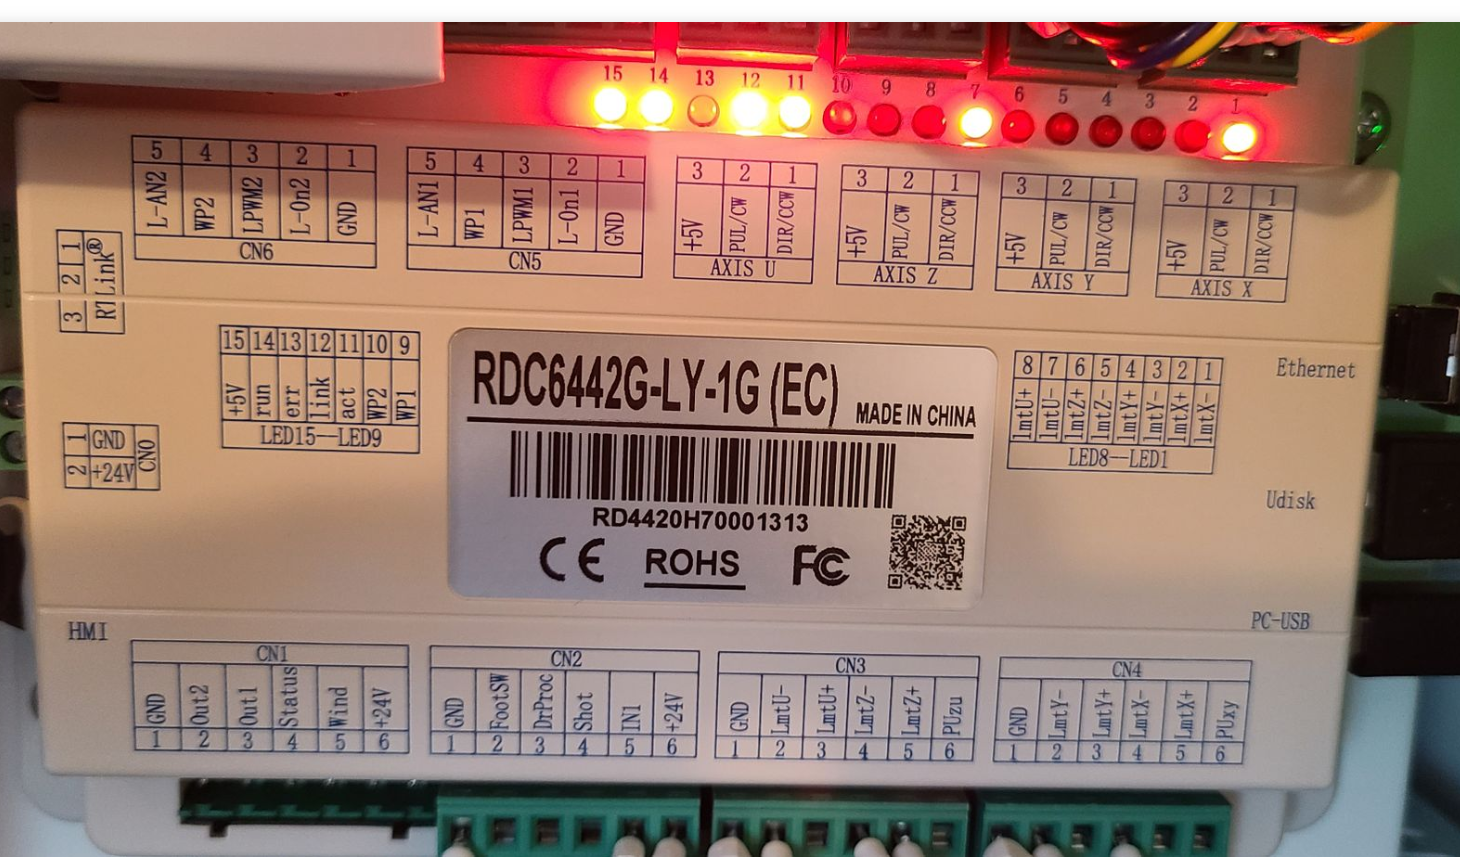 15 14 13 12 11 10 9 8 7 6 5 4 3 2 1
5 4 3 2 1
L-AN2 WP2 LPWM2 L-On2 GND
CN6
5 4 3 2 1
L-AN1 WP1 LPWM1 L-On1 GND
CN5
3 2 1
+5V PUL/CW DIR/CCW
AXIS U
3 2 1
+5V PUL/CW DIR/CCW
AXIS Z
3 2 1
+5V PUL/CW DIR/CCW
AXIS Y
3 2 1
+5V PUL/CW DIR/CCW
AXIS X
3 2 1
RTLink®
15 14 13 12 11 10 9
+5V run err link act WP2 WP1
LED15--LED9
1 GND
2 +24V
CN0
RDC6442G-LY-1G (EC)
MADE IN CHINA
RD4420H70001313
CE ROHS FC
8 7 6 5 4 3 2 1
lmtU+ lmtU- lmtZ+ lmtZ- lmtY+ lmtY- lmtX+ lmtX-
LED8--LED1
Ethernet
Udisk
PC-USB
HMI
CN1
GND Out2 Out1 Status Wind +24V
1 2 3 4 5 6
CN2
GND FootSW DrProc Shot IN1 +24V
1 2 3 4 5 6
CN3
GND LmtU- LmtU+ LmtZ- LmtZ+ PUzu
1 2 3 4 5 6
CN4
GND LmtY- LmtY+ LmtX- LmtX+ PUxy
1 2 3 4 5 6